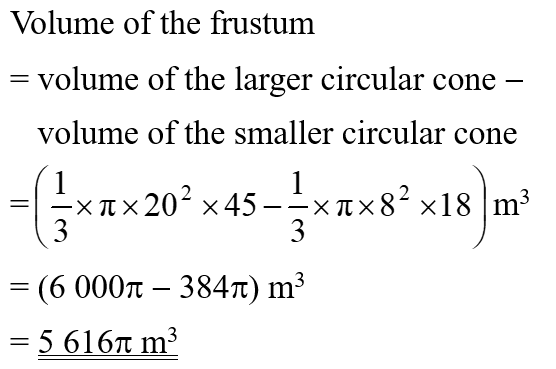 Volume of the frustum
= volume of the larger circular cone –
volume of the smaller circular cone
= (1/3 × π × 20² × 45 – 1/3 × π × 8² × 18) m³
= (6 000π – 384π) m³
= 5 616π m³